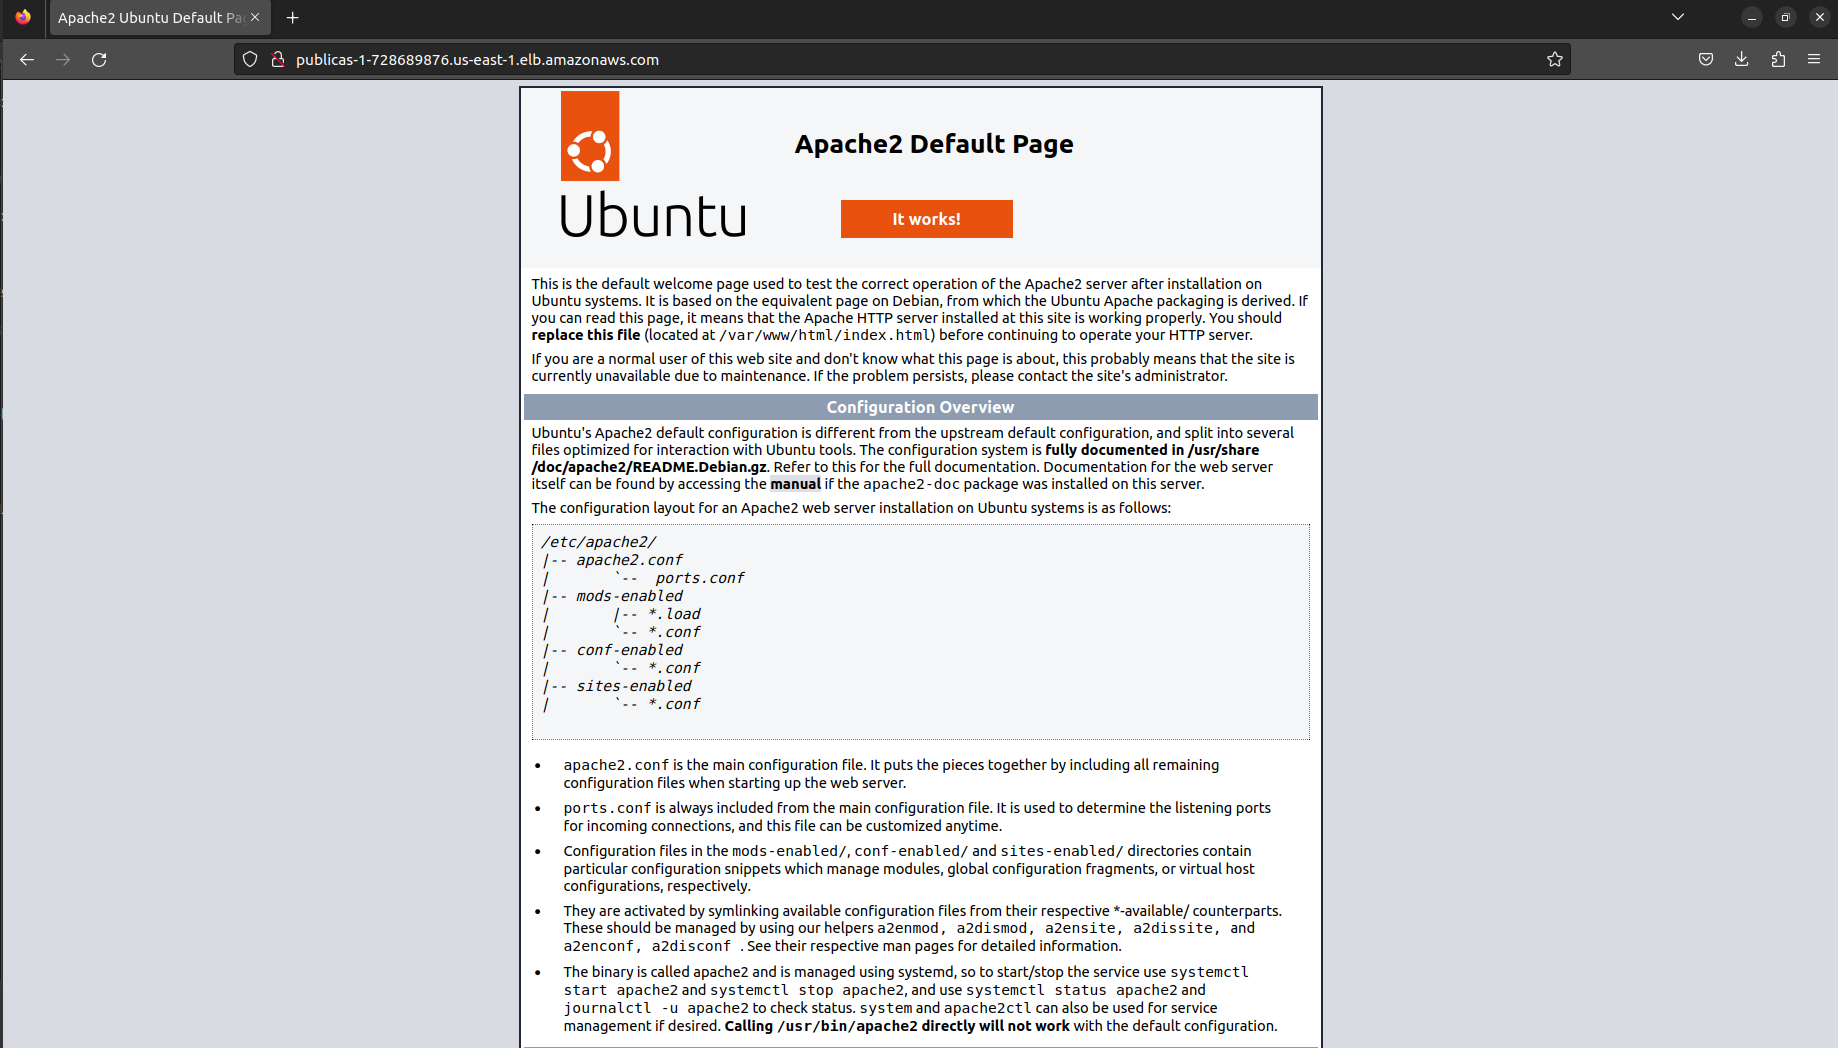 Apache2 Ubuntu Default Pa
publicas-1-728689876.us-east-1.elb.amazonaws.com
Apache2 Default Page
Ubuntu
It works!
This is the default welcome page used to test the correct operation of the Apache2 server after installation on
Ubuntu systems. It is based on the equivalent page on Debian, from which the Ubuntu Apache packaging is derived. If
you can read this page, it means that the Apache HTTP server installed at this site is working properly. You should
replace this file (located at /var/www/html/index.html) before continuing to operate your HTTP server.
If you are a normal user of this web site and don't know what this page is about, this probably means that the site is
currently unavailable due to maintenance. If the problem persists, please contact the site's administrator.
Configuration Overview
Ubuntu's Apache2 default configuration is different from the upstream default configuration, and split into several
files optimized for interaction with Ubuntu tools. The configuration system is fully documented in /usr/share
/doc/apache2/README.Debian.gz. Refer to this for the full documentation. Documentation for the web server
itself can be found by accessing the manual if the apache2-doc package was installed on this server.
The configuration layout for an Apache2 web server installation on Ubuntu systems is as follows:
/etc/apache2/
|-- apache2.conf
|       `--  ports.conf
|-- mods-enabled
|       |-- *.load
|       `-- *.conf
|-- conf-enabled
|       `-- *.conf
|-- sites-enabled
|       `-- *.conf
• apache2.conf is the main configuration file. It puts the pieces together by including all remaining
configuration files when starting up the web server.
• ports.conf is always included from the main configuration file. It is used to determine the listening ports
for incoming connections, and this file can be customized anytime.
• Configuration files in the mods-enabled/, conf-enabled/ and sites-enabled/ directories contain
particular configuration snippets which manage modules, global configuration fragments, or virtual host
configurations, respectively.
• They are activated by symlinking available configuration files from their respective *-available/ counterparts.
These should be managed by using our helpers a2enmod, a2dismod, a2ensite, a2dissite, and
a2enconf, a2disconf . See their respective man pages for detailed information.
• The binary is called apache2 and is managed using systemd, so to start/stop the service use systemctl
start apache2 and systemctl stop apache2, and use systemctl status apache2 and
journalctl -u apache2 to check status. system and apache2ctl can also be used for service
management if desired. Calling /usr/bin/apache2 directly will not work with the default configuration.